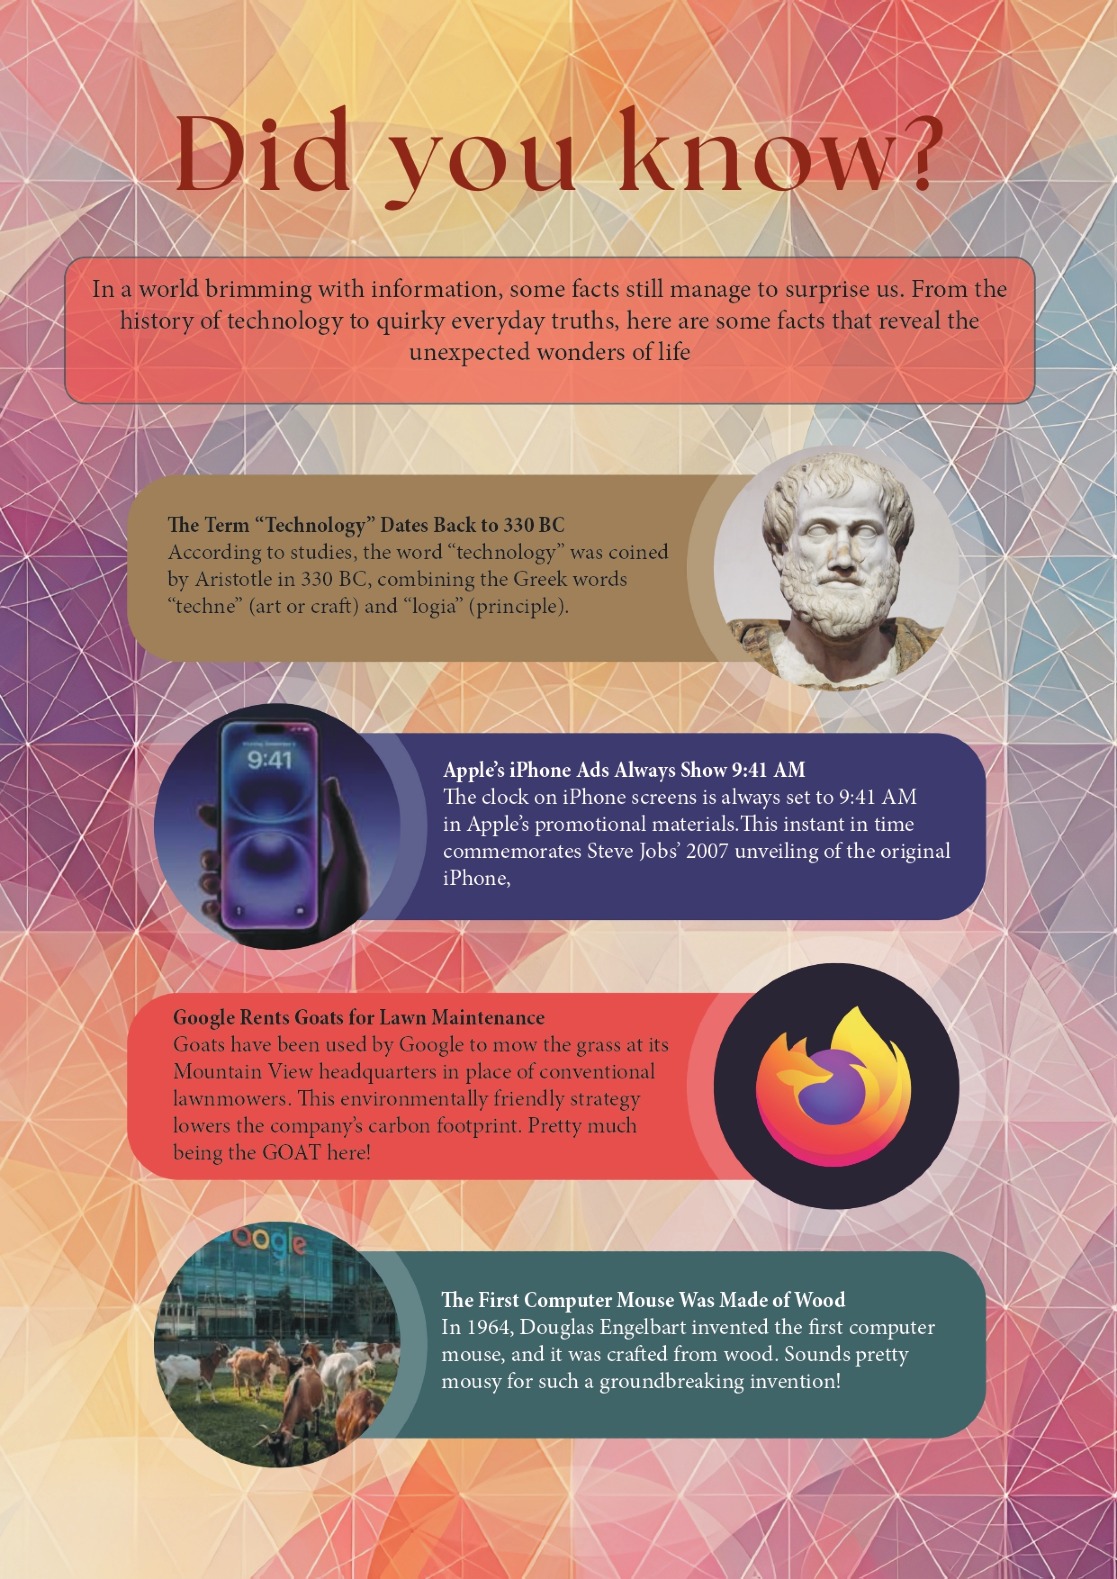 Did you know?
In a world brimming with information, some facts still manage to surprise us. From the
history of technology to quirky everyday truths, here are some facts that reveal the
unexpected wonders of life
The Term “Technology” Dates Back to 330 BC
According to studies, the word “technology” was coined
by Aristotle in 330 BC, combining the Greek words
“techne” (art or craft) and “logia” (principle).
9:41
Apple’s iPhone Ads Always Show 9:41 AM
The clock on iPhone screens is always set to 9:41 AM
in Apple’s promotional materials.This instant in time
commemorates Steve Jobs’ 2007 unveiling of the original
iPhone,
Google Rents Goats for Lawn Maintenance
Goats have been used by Google to mow the grass at its
Mountain View headquarters in place of conventional
lawnmowers. This environmentally friendly strategy
lowers the company’s carbon footprint. Pretty much
being the GOAT here!
Google
The First Computer Mouse Was Made of Wood
In 1964, Douglas Engelbart invented the first computer
mouse, and it was crafted from wood. Sounds pretty
mousy for such a groundbreaking invention!